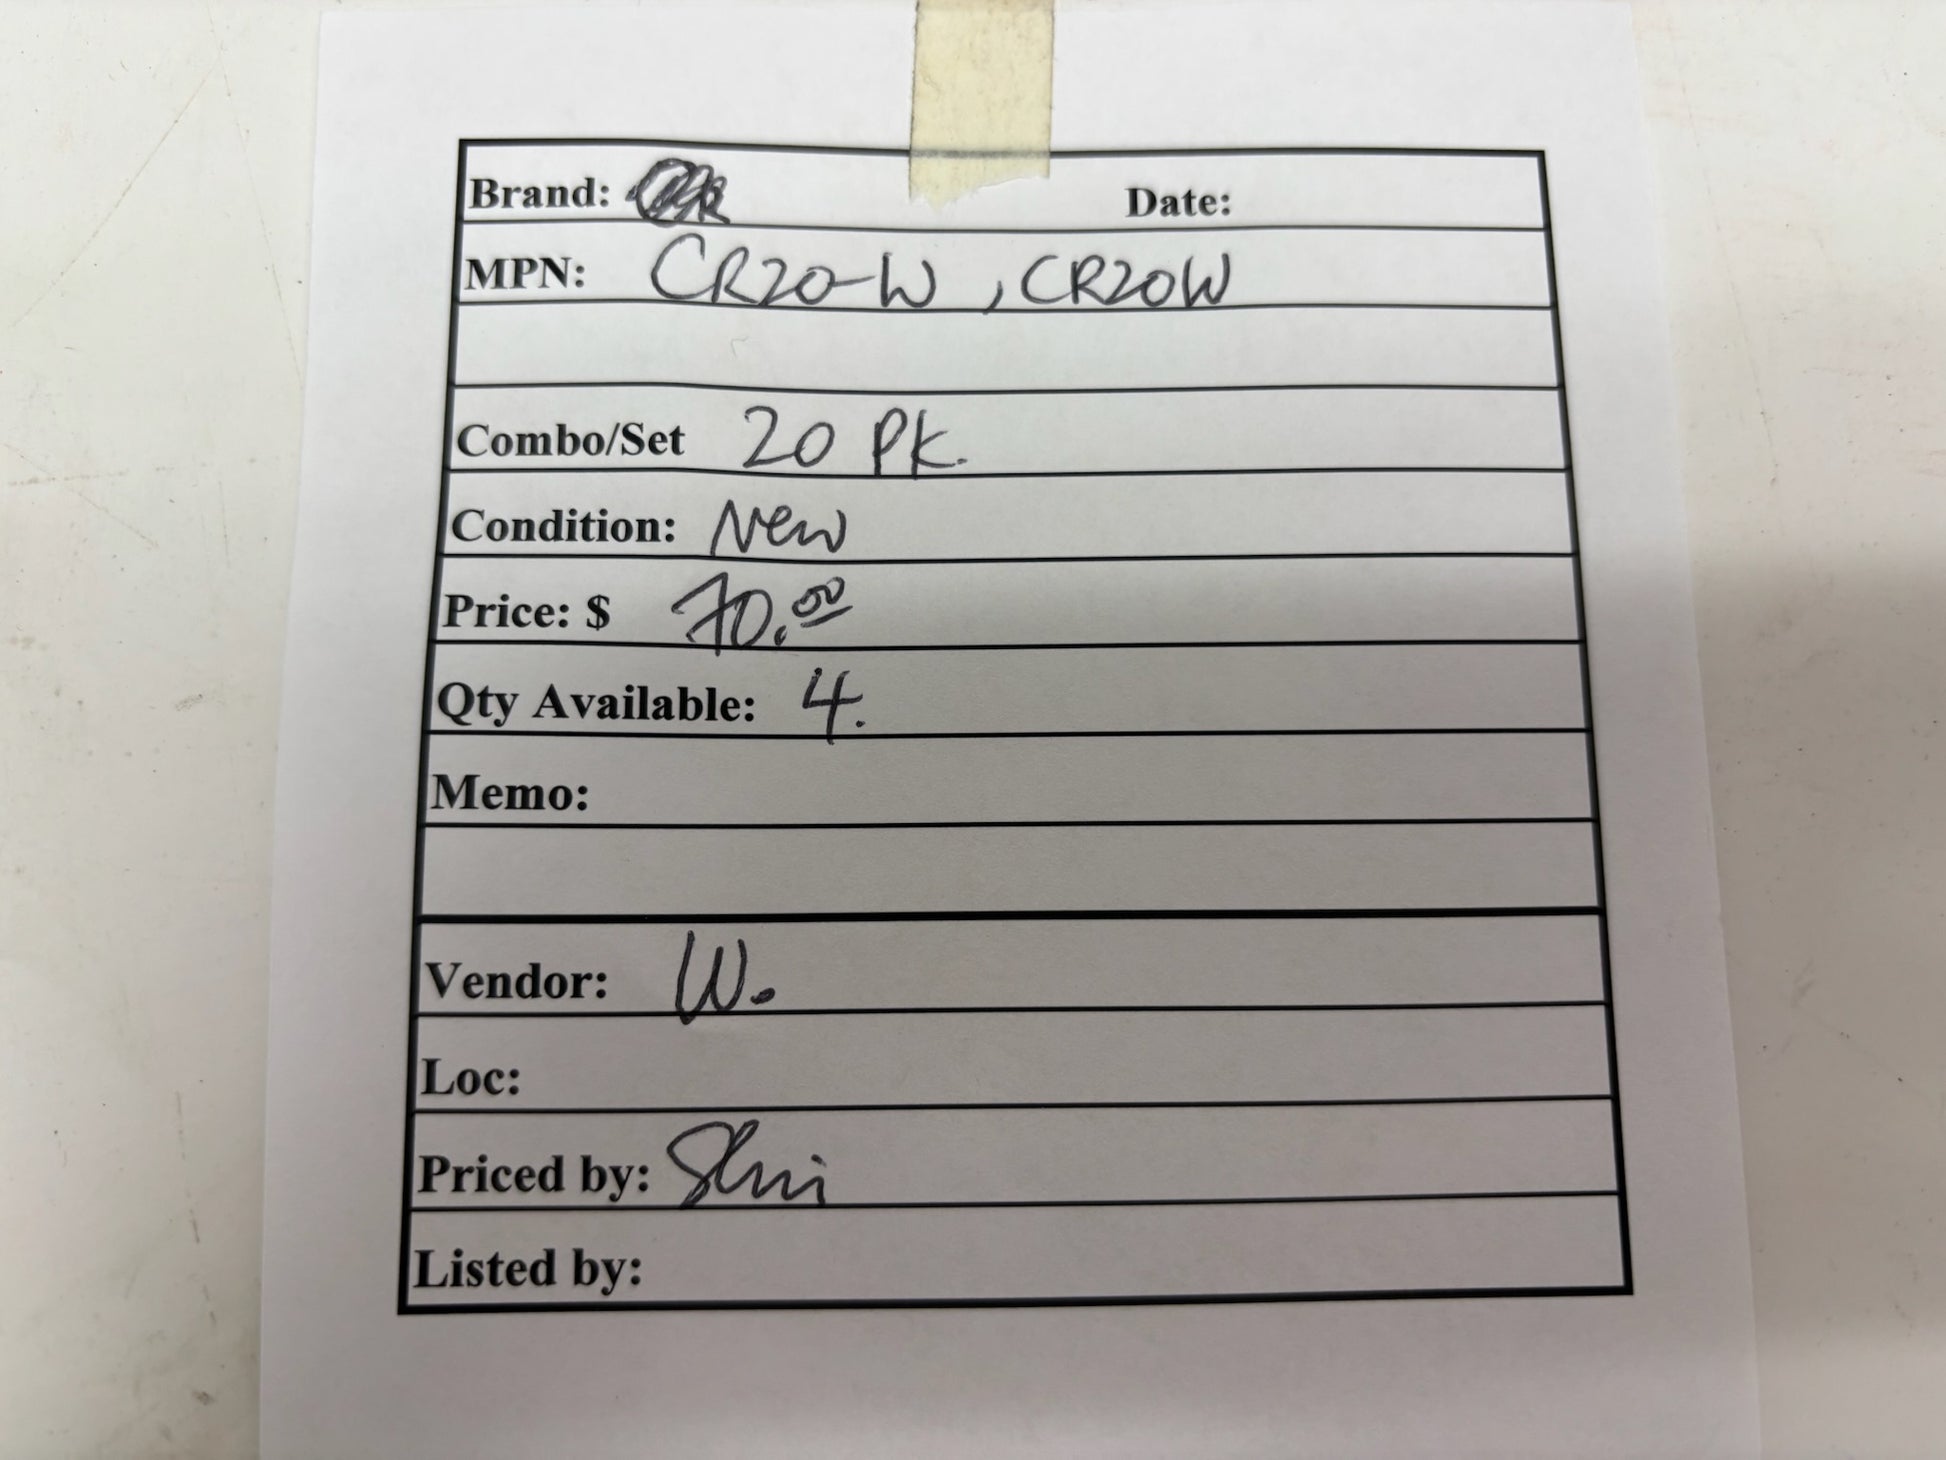 Brand: Date:
MPN: CR20-W, CR20W
Combo/Set 20 PK.
Condition: New
Price: $ 70.00
Qty Available: 4.
Memo:
Vendor: W.
Loc:
Priced by: Shui
Listed by: